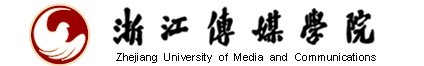 浙江傳媒學院
Zhejiang University of Media and Communications